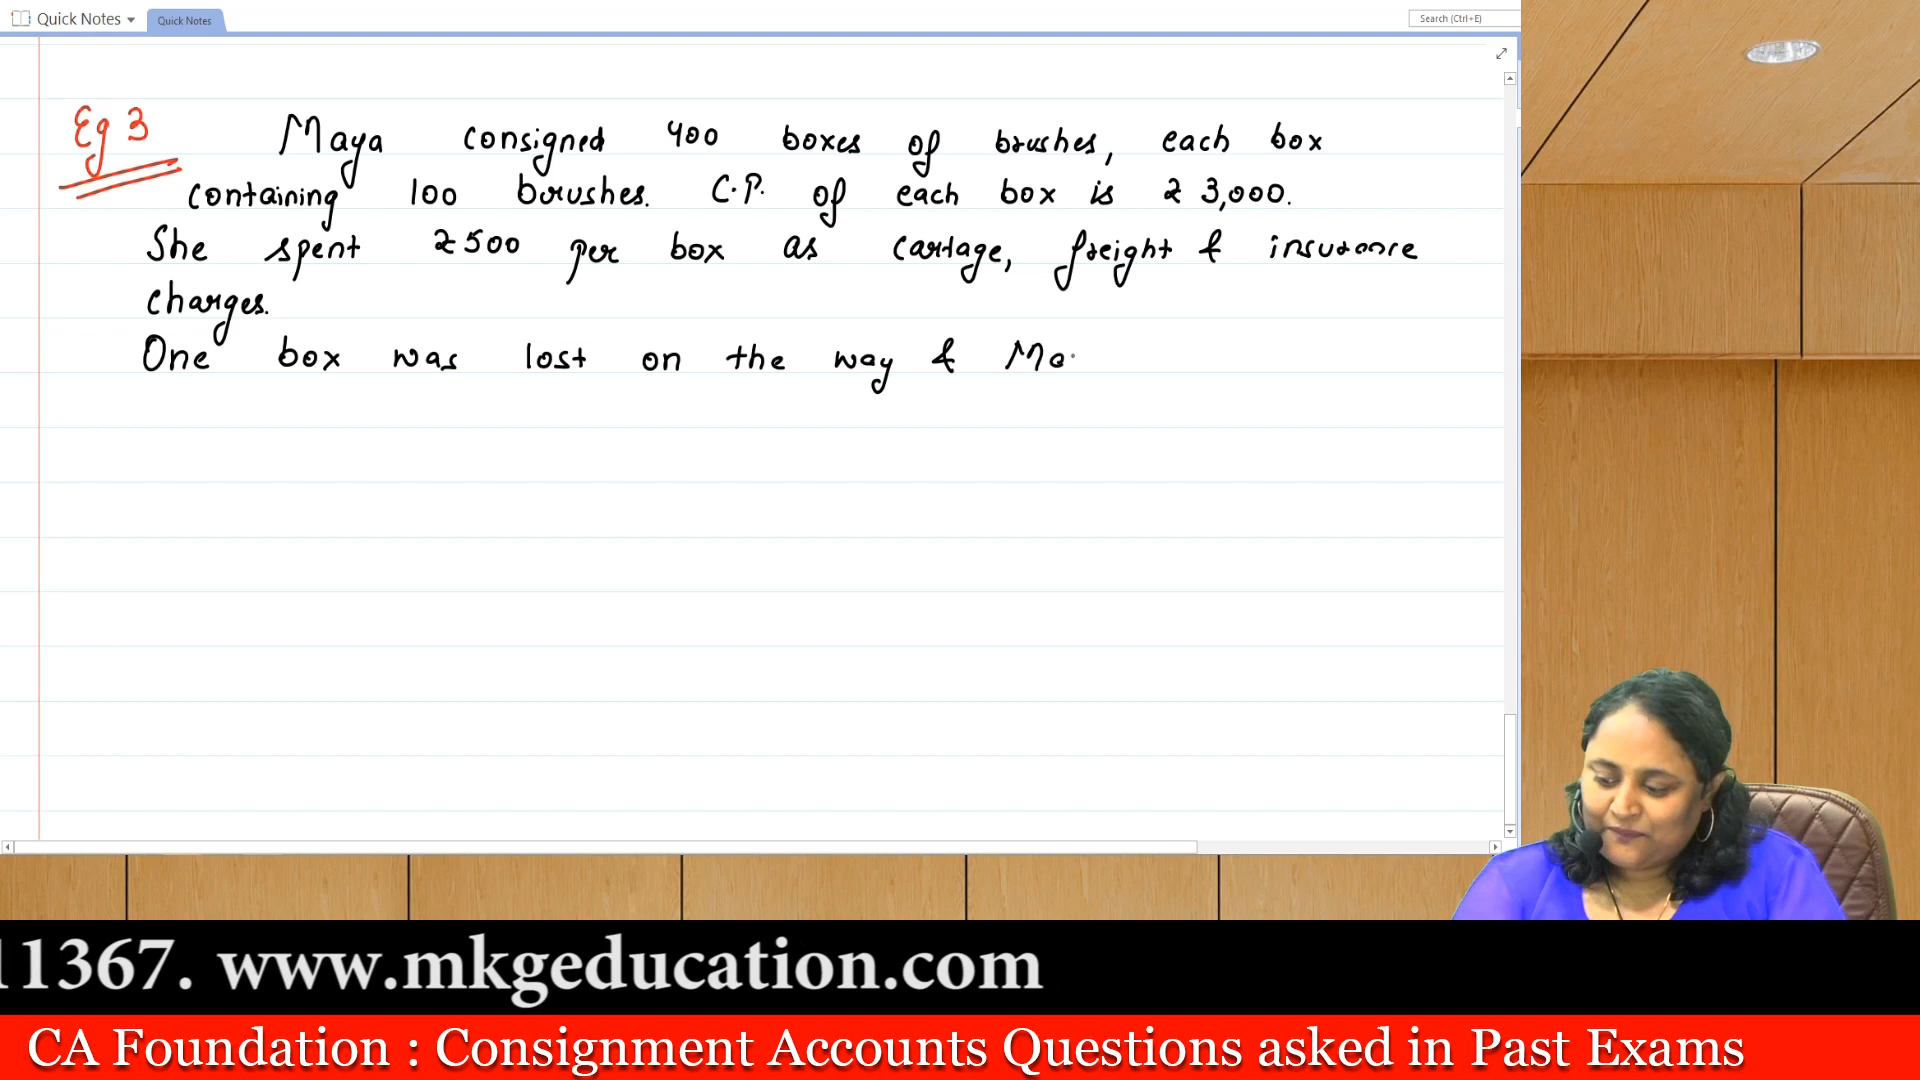 Quick Notes
Quick Notes
Search (Ctrl+E)
Eg 3 Maya consigned 400 boxes of brushes, each box
containing 100 brushes. C.P. of each box is ₹ 3,000.
She spent ₹ 500 per box as cartage, freight & insurance
charges.
One box was lost on the way & Ma
11367. www.mkgeducation.com
CA Foundation : Consignment Accounts Questions asked in Past Exams